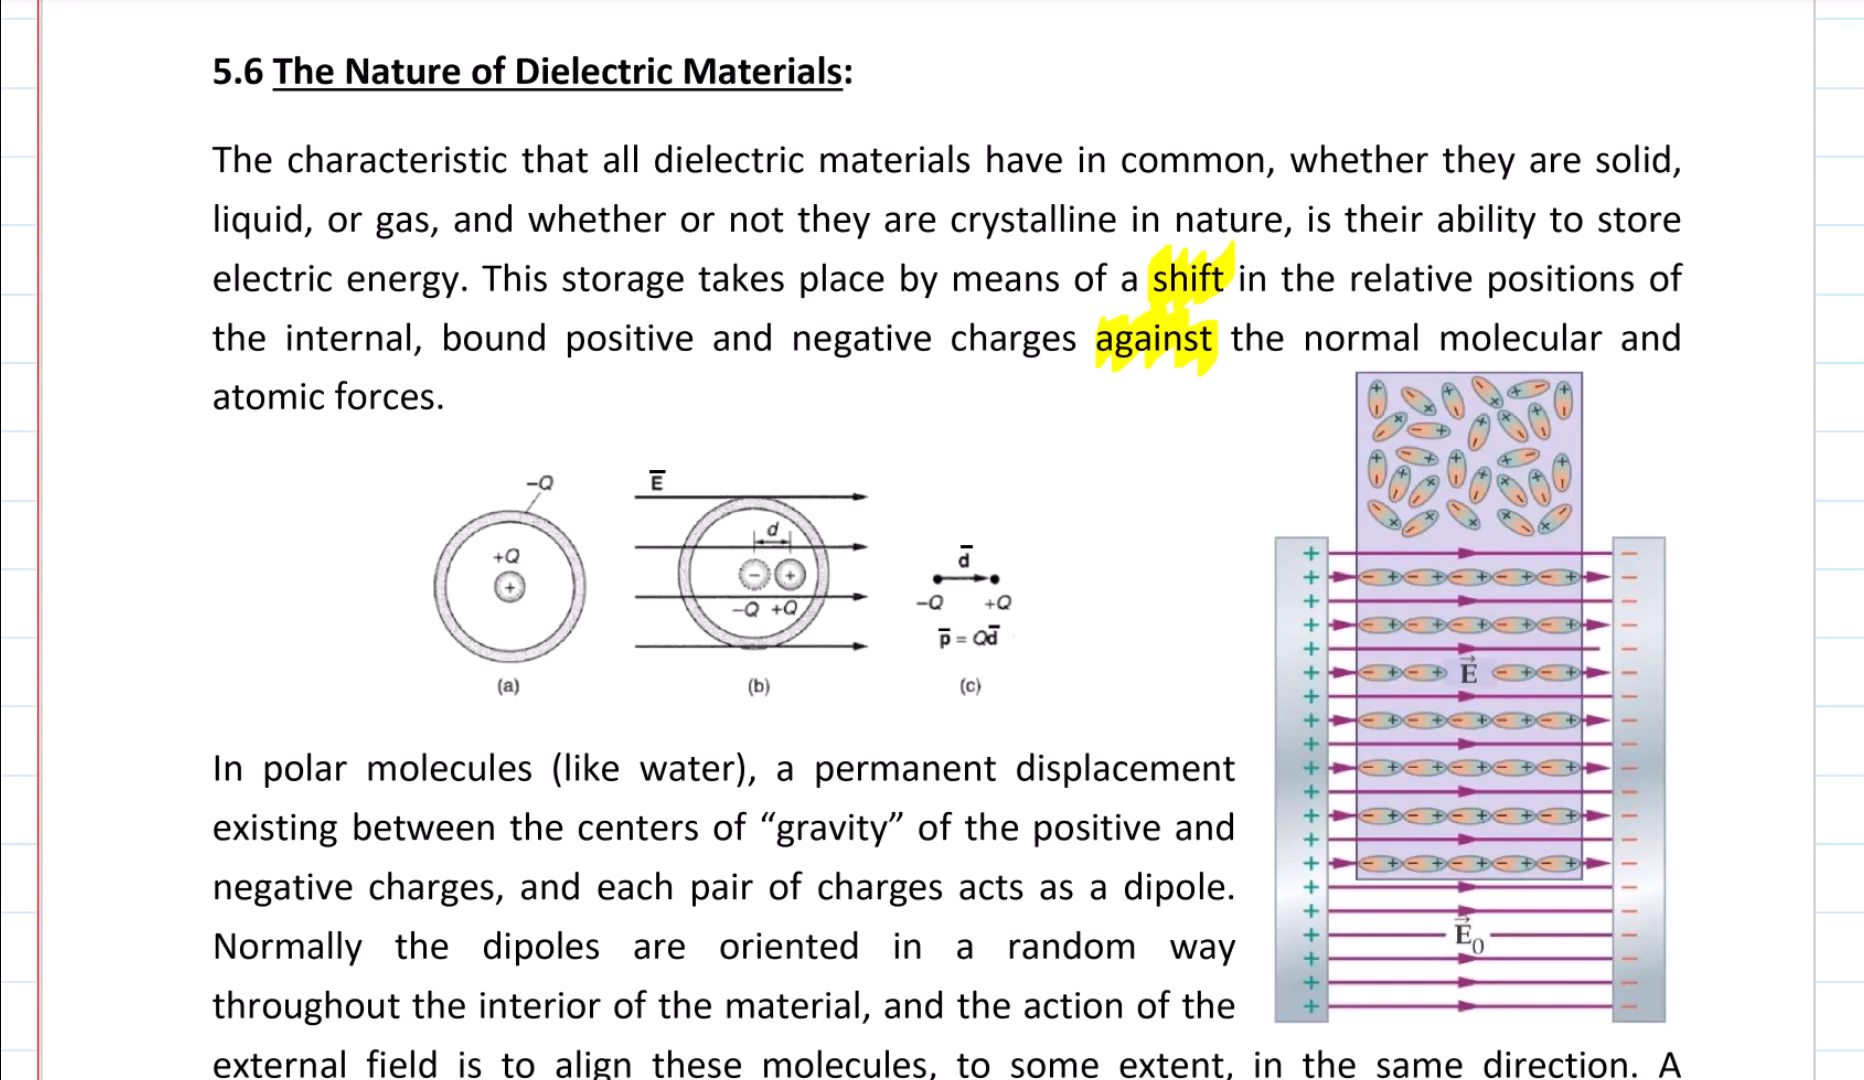 5.6 The Nature of Dielectric Materials:
The characteristic that all dielectric materials have in common, whether they are solid,
liquid, or gas, and whether or not they are crystalline in nature, is their ability to store
electric energy. This storage takes place by means of a shift in the relative positions of
the internal, bound positive and negative charges against the normal molecular and
atomic forces.
−Q
+Q
+
(a)
E̅
d
− +
−Q +Q
(b)
d̅
−Q +Q
p̅ = Qd̅
(c)
E⃗
E⃗₀
In polar molecules (like water), a permanent displacement
existing between the centers of “gravity” of the positive and
negative charges, and each pair of charges acts as a dipole.
Normally the dipoles are oriented in a random way
throughout the interior of the material, and the action of the
external field is to align these molecules, to some extent, in the same direction. A